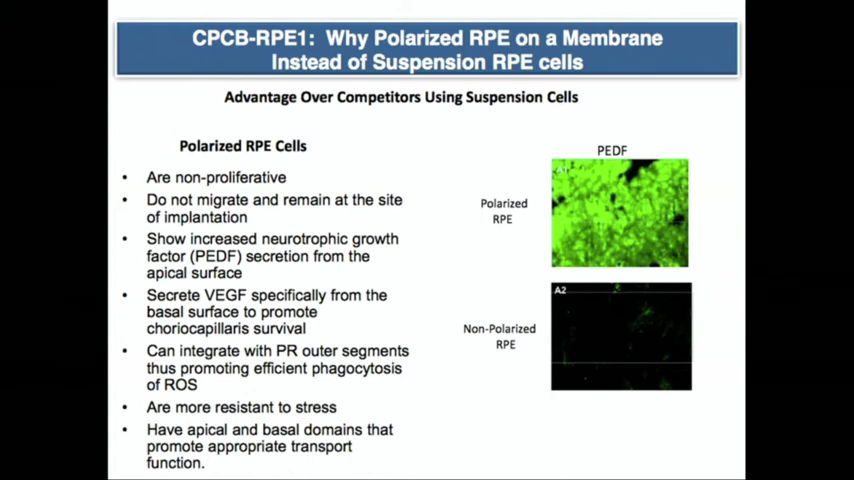 CPCB-RPE1: Why Polarized RPE on a Membrane
Instead of Suspension RPE cells
Advantage Over Competitors Using Suspension Cells
Polarized RPE Cells
• Are non-proliferative
• Do not migrate and remain at the site
of implantation
• Show increased neurotrophic growth
factor (PEDF) secretion from the
apical surface
• Secrete VEGF specifically from the
basal surface to promote
choriocapillaris survival
• Can integrate with PR outer segments
thus promoting efficient phagocytosis
of ROS
• Are more resistant to stress
• Have apical and basal domains that
promote appropriate transport
function.
PEDF
Polarized
RPE
Non-Polarized
RPE
A2